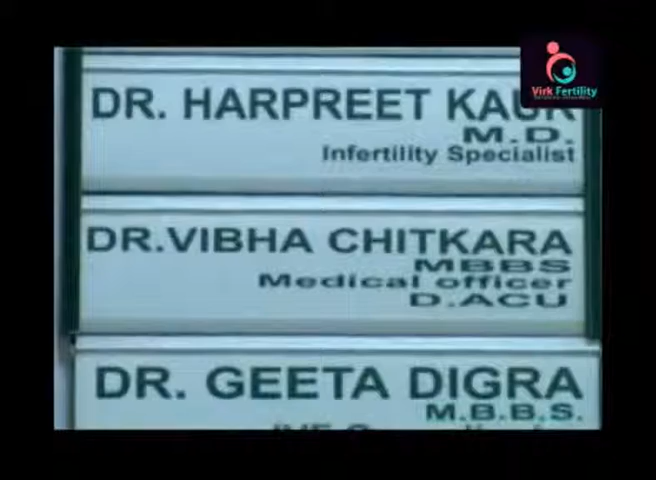 Virk Fertility
DR. HARPREET KAUR
M.D.
Infertility Specialist
DR.VIBHA CHITKARA
MBBS
Medical officer
D.ACU
DR. GEETA DIGRA
M.B.B.S.